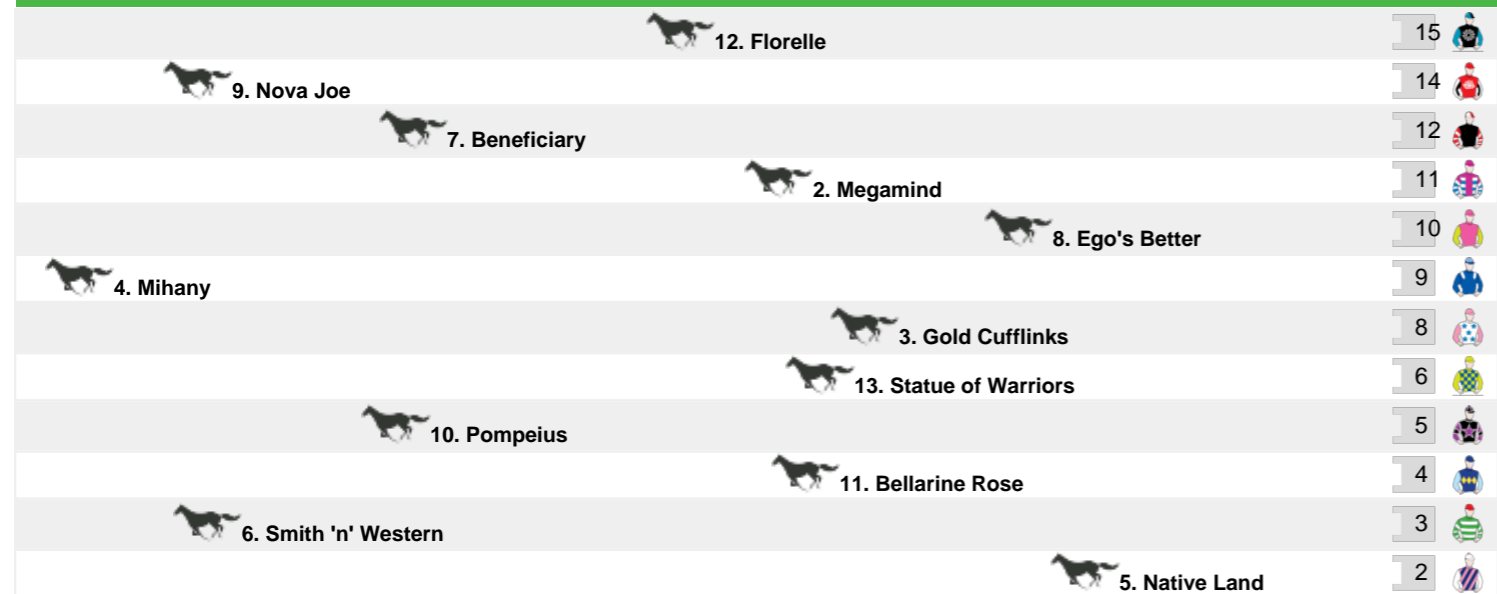 12. Florelle 15
9. Nova Joe 14
7. Beneficiary 12
2. Megamind 11
8. Ego's Better 10
4. Mihany 9
3. Gold Cufflinks 8
13. Statue of Warriors 6
10. Pompeius 5
11. Bellarine Rose 4
6. Smith 'n' Western 3
5. Native Land 2